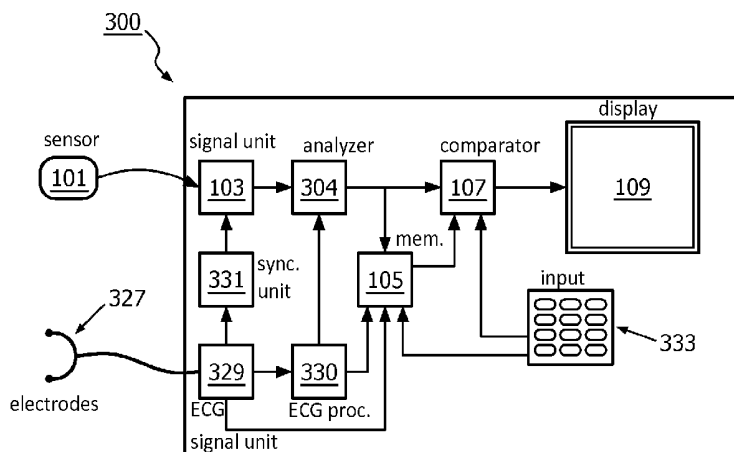 300
display
sensor
signal unit
analyzer
comparator
101
103
304
107
109
mem.
331
sync.
unit
105
input
327
333
329
330
electrodes
ECG
ECG proc.
signal unit